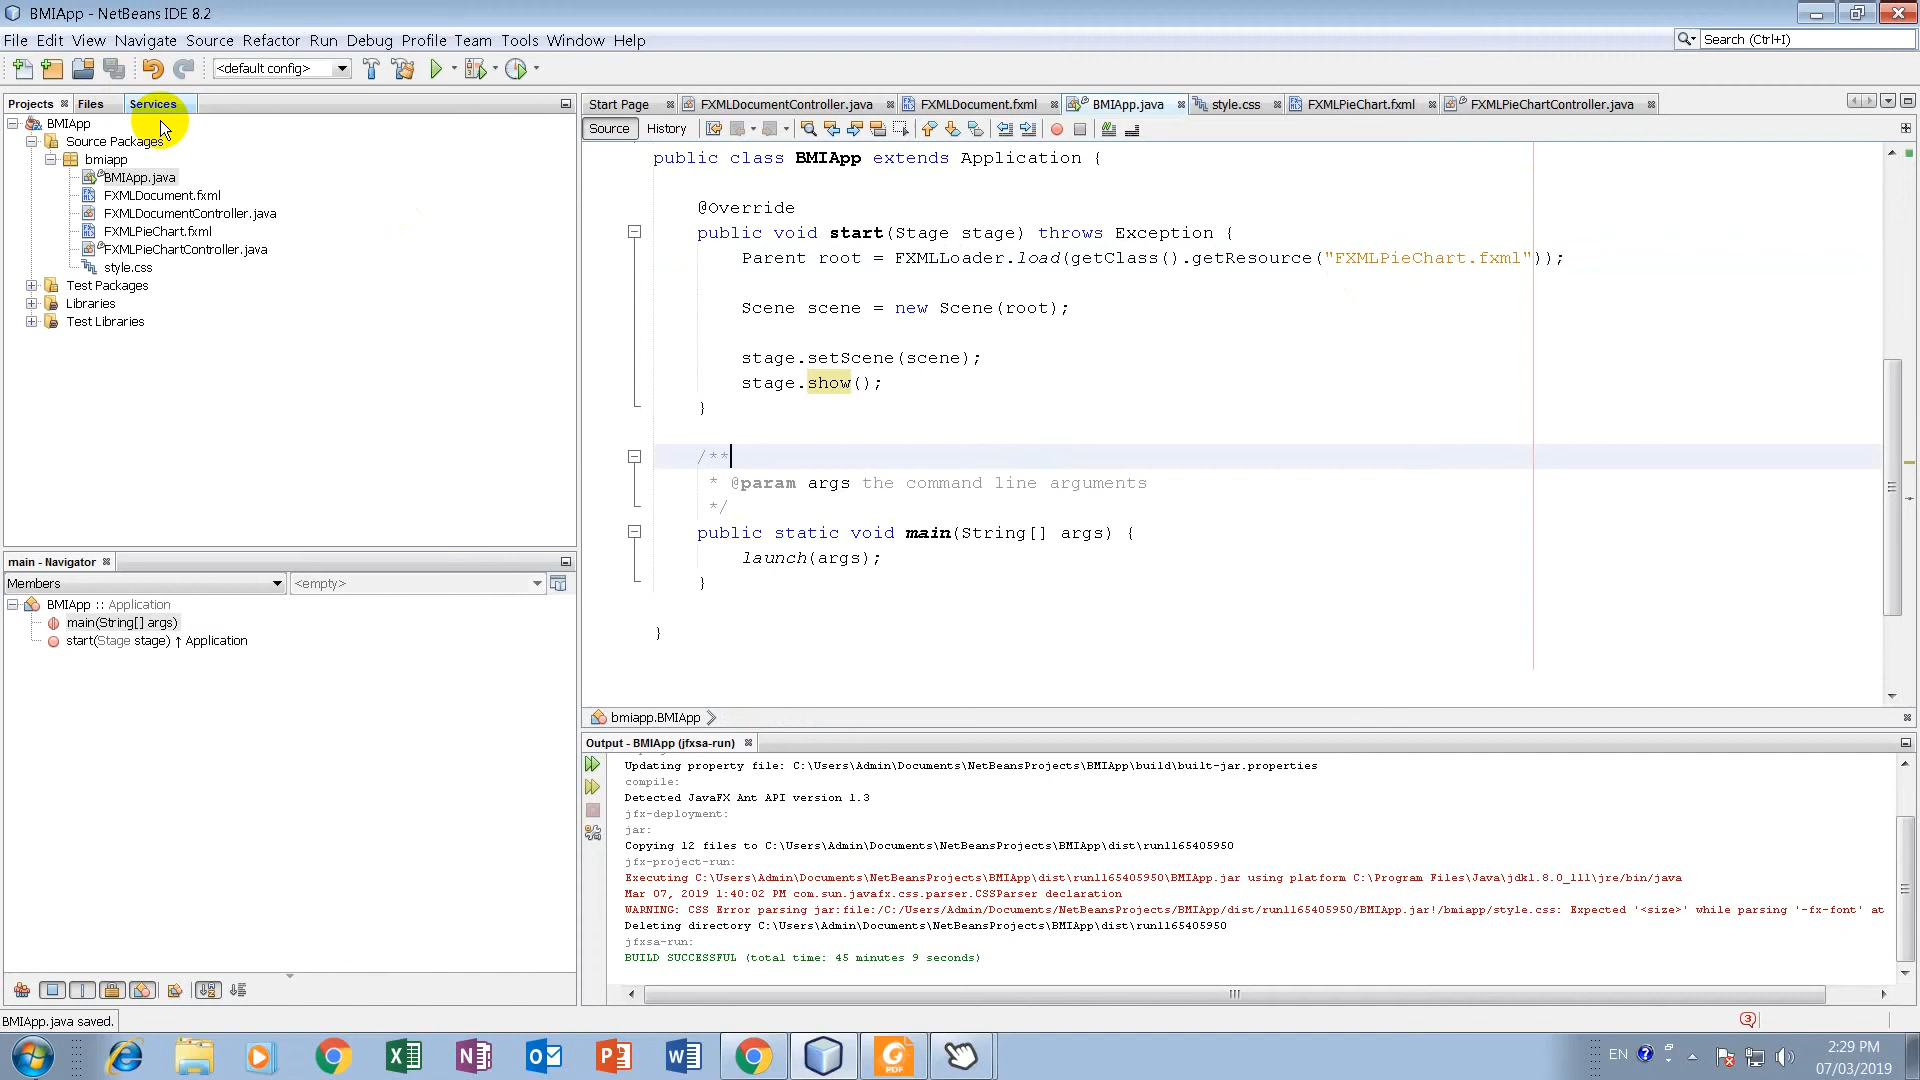 BMIApp - NetBeans IDE 8.2
File Edit View Navigate Source Refactor Run Debug Profile Team Tools Window Help
Search (Ctrl+I)
<default config>
Projects Files Services
Start Page FXMLDocumentController.java FXMLDocument.fxml BMIApp.java style.css FXMLPieChart.fxml FXMLPieChartController.java
Source History
BMIApp
Source Packages
bmiapp
BMIApp.java
FXMLDocument.fxml
FXMLDocumentController.java
FXMLPieChart.fxml
FXMLPieChartController.java
style.css
Test Packages
Libraries
Test Libraries
public class BMIApp extends Application {
@Override
public void start(Stage stage) throws Exception {
Parent root = FXMLLoader.load(getClass().getResource("FXMLPieChart.fxml"));
Scene scene = new Scene(root);
stage.setScene(scene);
stage.show();
}
/**
* @param args the command line arguments
*/
public static void main(String[] args) {
launch(args);
}
}
main - Navigator
Members <empty>
BMIApp :: Application
main(String[] args)
start(Stage stage) ↑ Application
bmiapp.BMIApp
Output - BMIApp (jfxsa-run)
Updating property file: C:\Users\Admin\Documents\NetBeansProjects\BMIApp\build\built-jar.properties
compile:
Detected JavaFX Ant API version 1.3
jfx-deployment:
jar:
Copying 12 files to C:\Users\Admin\Documents\NetBeansProjects\BMIApp\dist\run1165405950
jfx-project-run:
Executing C:\Users\Admin\Documents\NetBeansProjects\BMIApp\dist\run1165405950\BMIApp.jar using platform C:\Program Files\Java\jdk1.8.0_111\jre/bin/java
Mar 07, 2019 1:40:02 PM com.sun.javafx.css.parser.CSSParser declaration
WARNING: CSS Error parsing jar:file:/C:/Users/Admin/Documents/NetBeansProjects/BMIApp/dist/run1165405950/BMIApp.jar!/bmiapp/style.css: Expected '<size>' while parsing '-fx-font' at
Deleting directory C:\Users\Admin\Documents\NetBeansProjects\BMIApp\dist\run1165405950
jfxsa-run:
BUILD SUCCESSFUL (total time: 45 minutes 9 seconds)
BMIApp.java saved.
3
EN
2:29 PM
07/03/2019